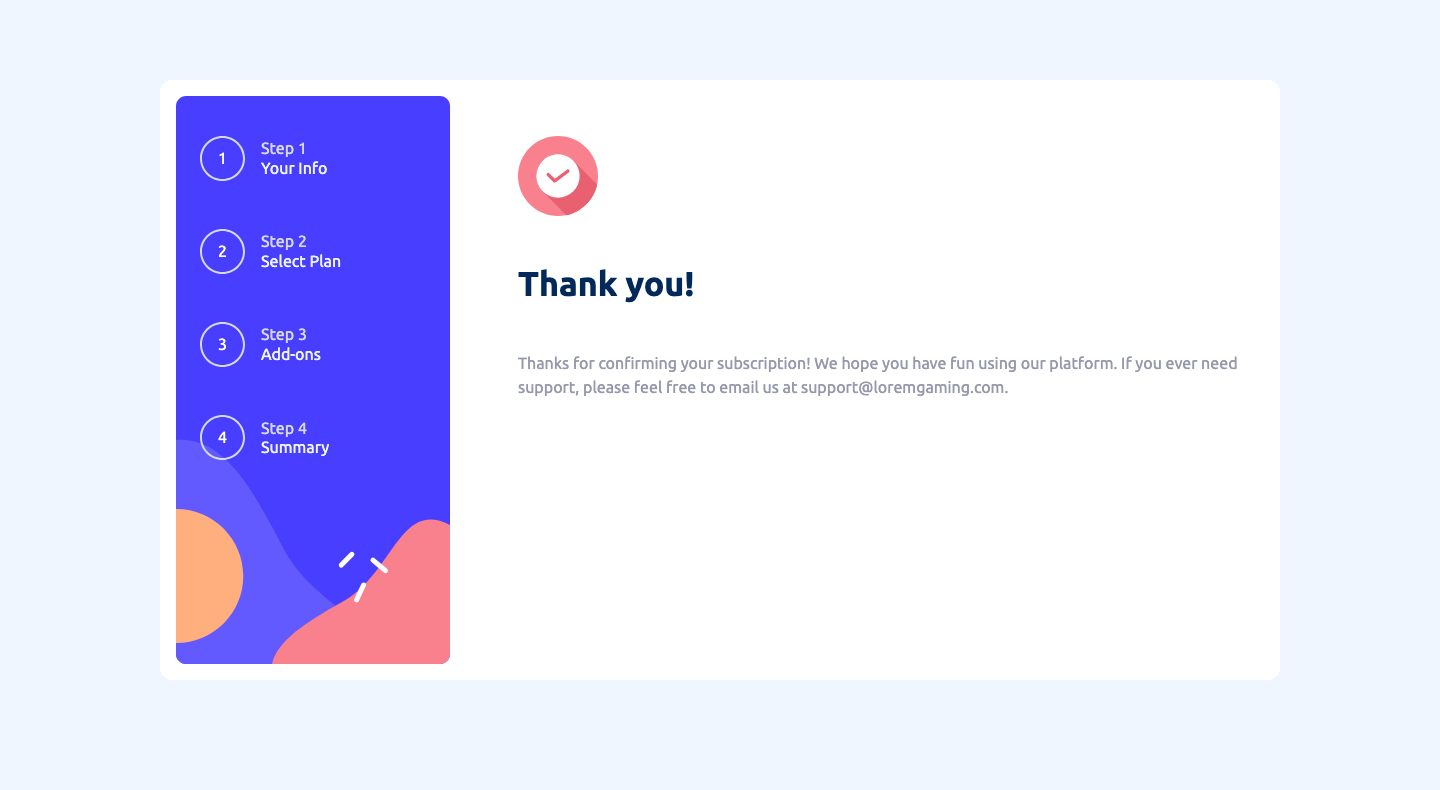 1
Step 1
Your Info
2
Step 2
Select Plan
3
Step 3
Add-ons
4
Step 4
Summary
Thank you!
Thanks for confirming your subscription! We hope you have fun using our platform. If you ever need
support, please feel free to email us at support@loremgaming.com.